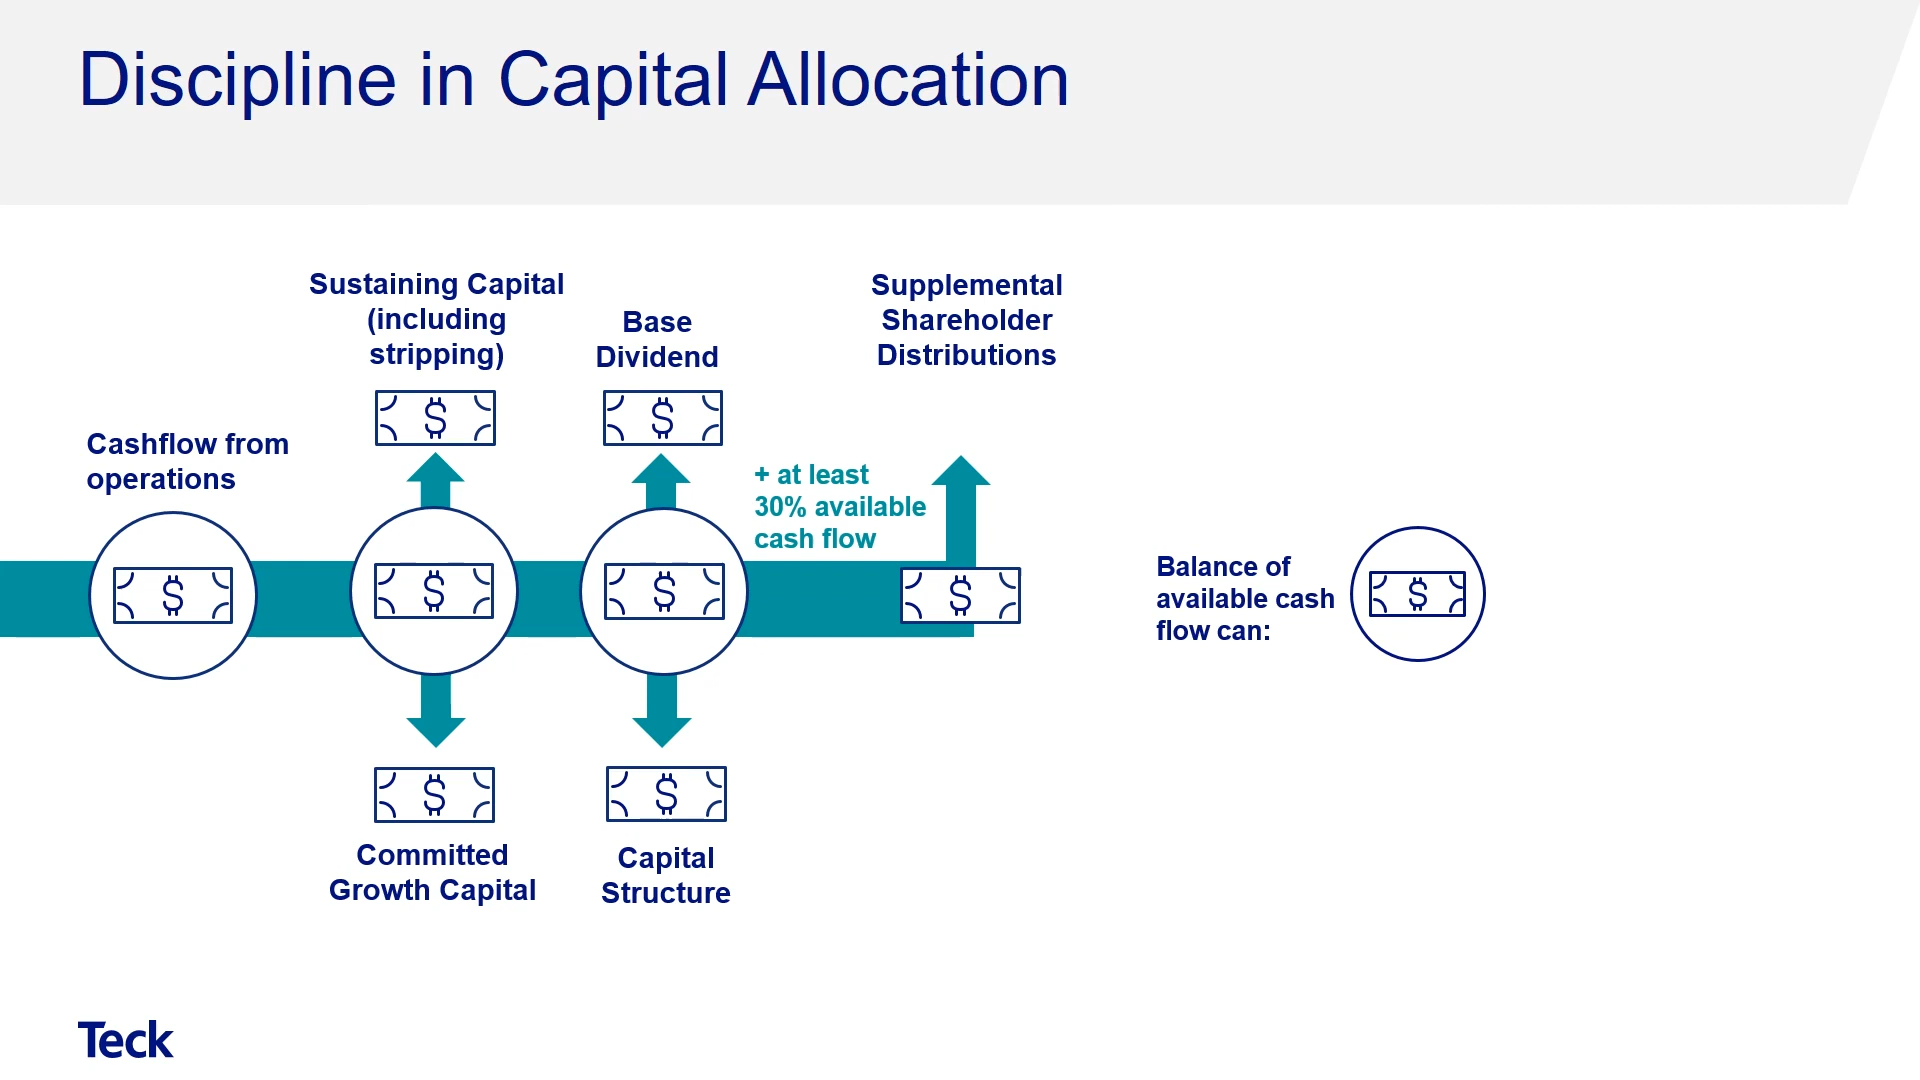 Discipline in Capital Allocation
Sustaining Capital
(including
stripping)
Base
Dividend
Supplemental
Shareholder
Distributions
Cashflow from
operations
+ at least
30% available
cash flow
Balance of
available cash
flow can:
$
$
$
$
$
$
$
$
$
Committed
Growth Capital
Capital
Structure
Teck